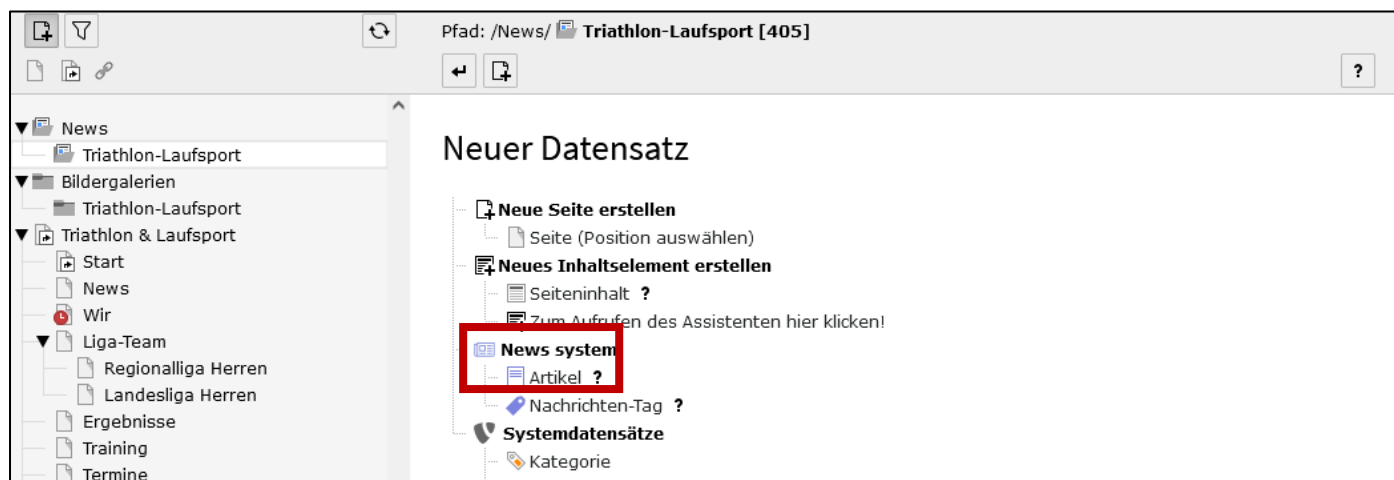 Pfad: /News/ Triathlon-Laufsport [405]
?
News
Triathlon-Laufsport
Bildergalerien
Triathlon-Laufsport
Triathlon & Laufsport
Start
News
Wir
Liga-Team
Regionalliga Herren
Landesliga Herren
Ergebnisse
Training
Termine
Neuer Datensatz
Neue Seite erstellen
Seite (Position auswählen)
Neues Inhaltselement erstellen
Seiteninhalt ?
Zum Aufrufen des Assistenten hier klicken!
News system
Artikel ?
Nachrichten-Tag ?
Systemdatensätze
Kategorie